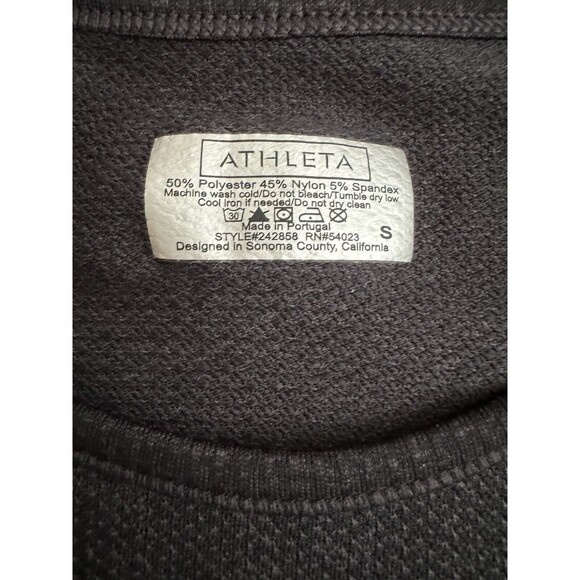 ATHLETA
50% Polyester 45% Nylon 5% Spandex
Machine wash cold/Do not bleach/Tumble dry low
Cool iron if needed/Do not dry clean
30
Made in Portugal
STYLE#242858 RN#54023
S
Designed in Sonoma County, California